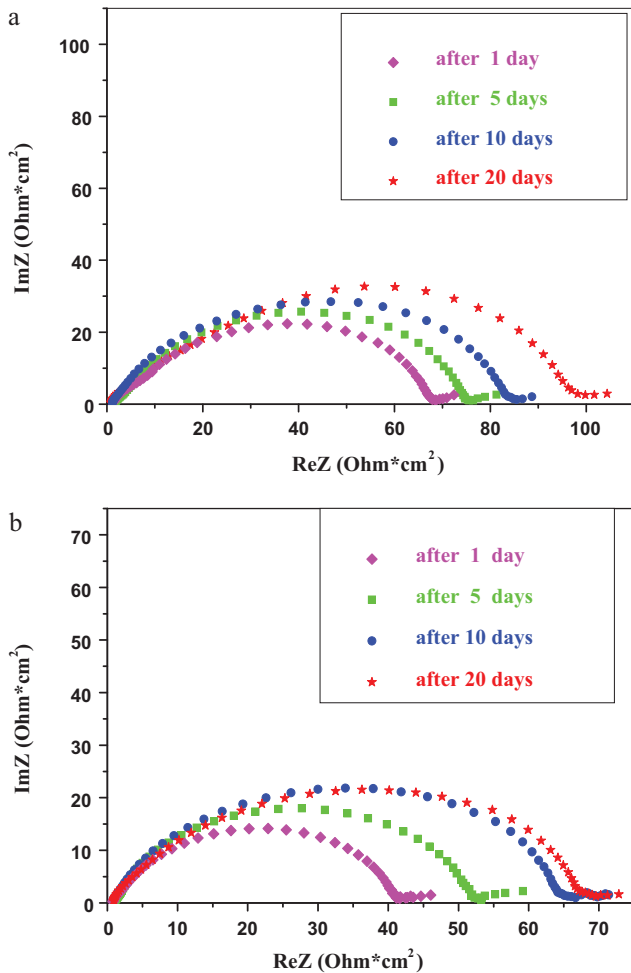 a
100
80
60
40
20
0
ImZ (Ohm*cm²)
after 1 day
after 5 days
after 10 days
after 20 days
0 20 40 60 80 100
ReZ (Ohm*cm²)
b
70
60
50
40
30
20
10
0
ImZ (Ohm*cm²)
after 1 day
after 5 days
after 10 days
after 20 days
0 10 20 30 40 50 60 70
ReZ (Ohm*cm²)